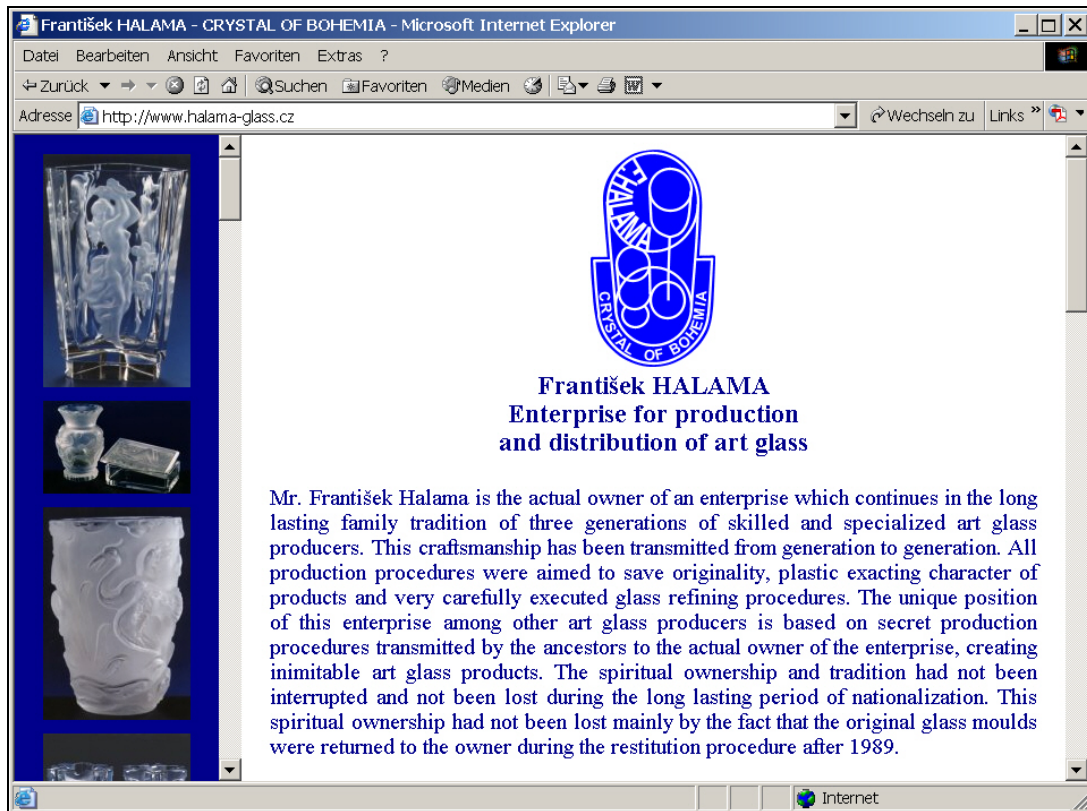 František HALAMA - CRYSTAL OF BOHEMIA - Microsoft Internet Explorer
Datei Bearbeiten Ansicht Favoriten Extras ?
Zurück Suchen Favoriten Medien
Adresse http://www.halama-glass.cz Wechseln zu Links »
F.HALAMA
CRYSTAL OF BOHEMIA
František HALAMA
Enterprise for production
and distribution of art glass
Mr. František Halama is the actual owner of an enterprise which continues in the long
lasting family tradition of three generations of skilled and specialized art glass
producers. This craftsmanship has been transmitted from generation to generation. All
production procedures were aimed to save originality, plastic exacting character of
products and very carefully executed glass refining procedures. The unique position
of this enterprise among other art glass producers is based on secret production
procedures transmitted by the ancestors to the actual owner of the enterprise, creating
inimitable art glass products. The spiritual ownership and tradition had not been
interrupted and not been lost during the long lasting period of nationalization. This
spiritual ownership had not been lost mainly by the fact that the original glass moulds
were returned to the owner during the restitution procedure after 1989.
Internet